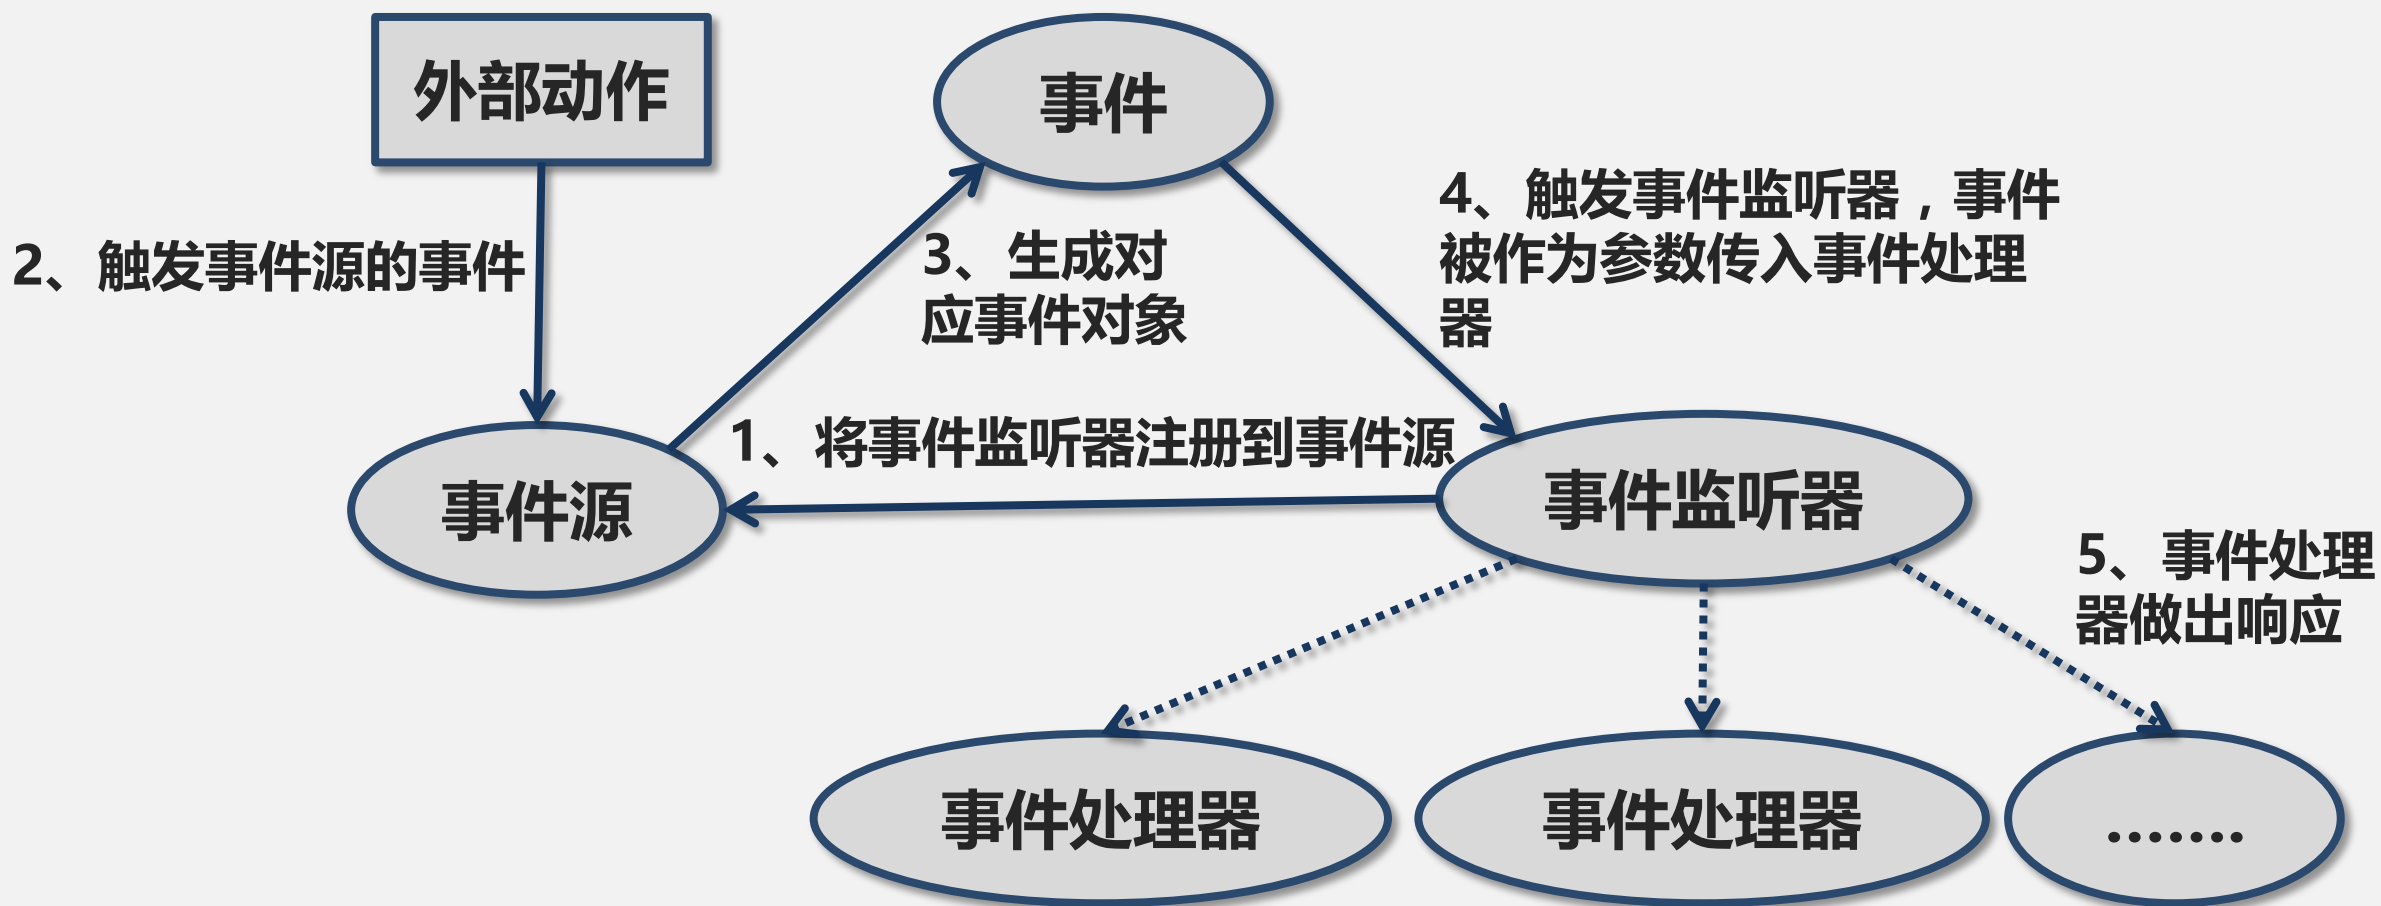 外部动作
事件
2、触发事件源的事件
3、生成对
应事件对象
4、触发事件监听器，事件
被作为参数传入事件处理
器
1、将事件监听器注册到事件源
事件源
事件监听器
5、事件处理
器做出响应
事件处理器
事件处理器
.......